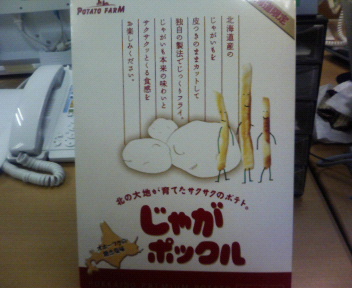 POTATO FARM
北海道産の
じゃがいもを
皮つきのままカットして
独自の製法でじっくりフライ。
じゃがいも本来の味わいと
サクサクッとくる食感を
お楽しみください。
北の大地が育てたサクサクのポテト。
じゃが
ポックル